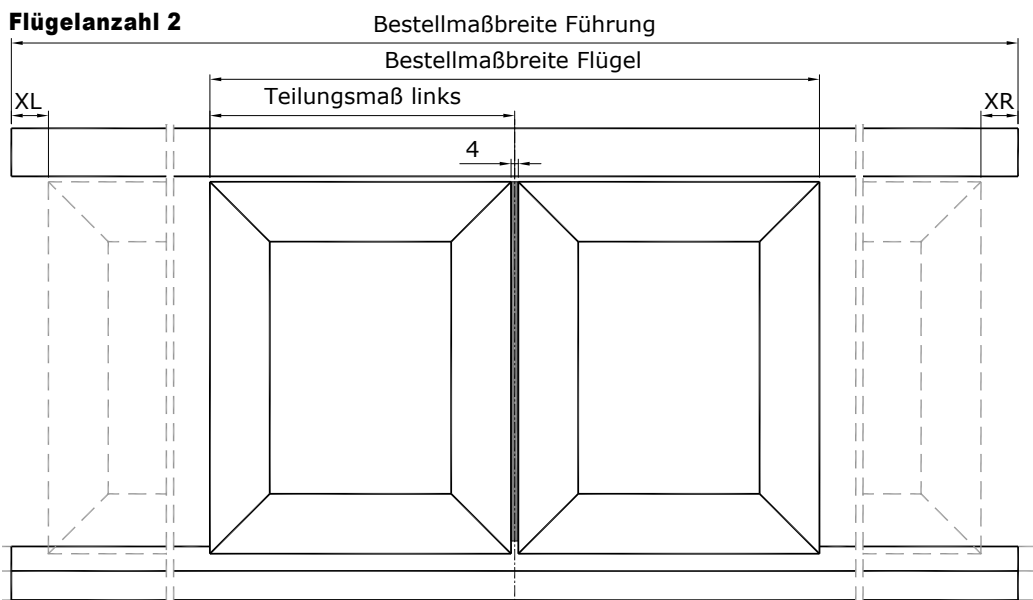 Flügelanzahl 2
Bestellmaßbreite Führung
Bestellmaßbreite Flügel
XL
Teilungsmaß links
XR
4